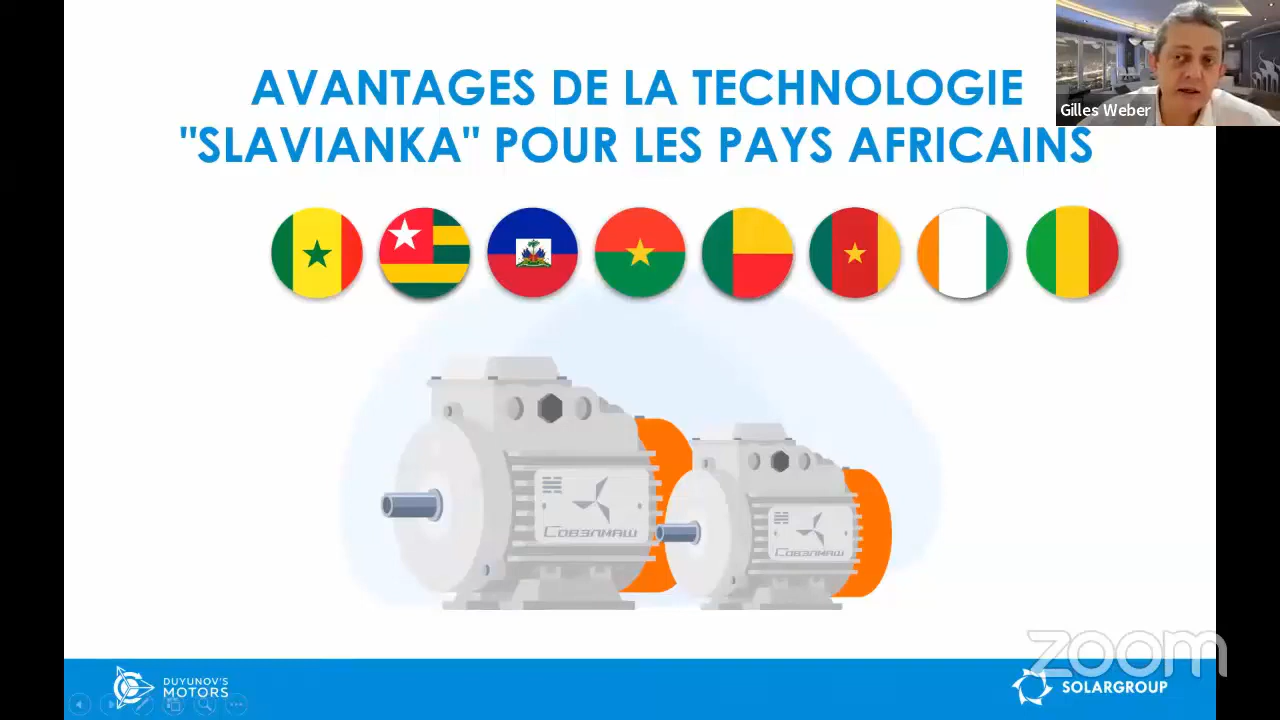 AVANTAGES DE LA TECHNOLOGIE
"SLAVIANKA" POUR LES PAYS AFRICAINS
Gilles Weber
СОВЭЛМАШ
СОВЭЛМАШ
zoom
DUYUNOV'S
MOTORS
SOLARGROUP